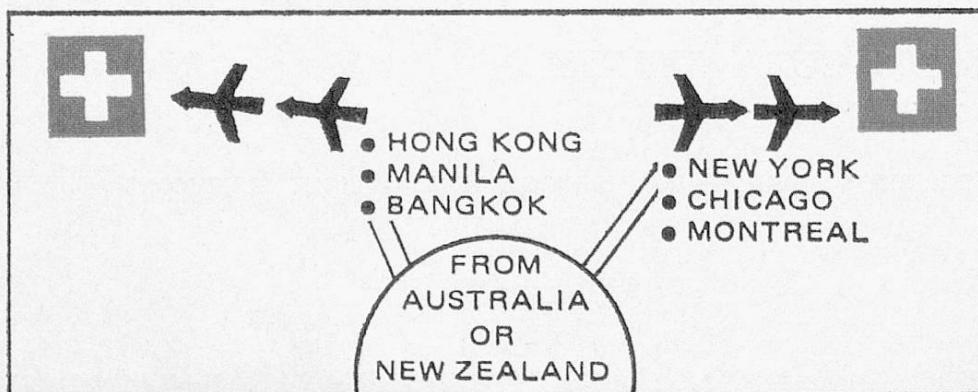 HONG KONG
MANILA
BANGKOK
NEW YORK
CHICAGO
MONTREAL
FROM
AUSTRALIA
OR
NEW ZEALAND